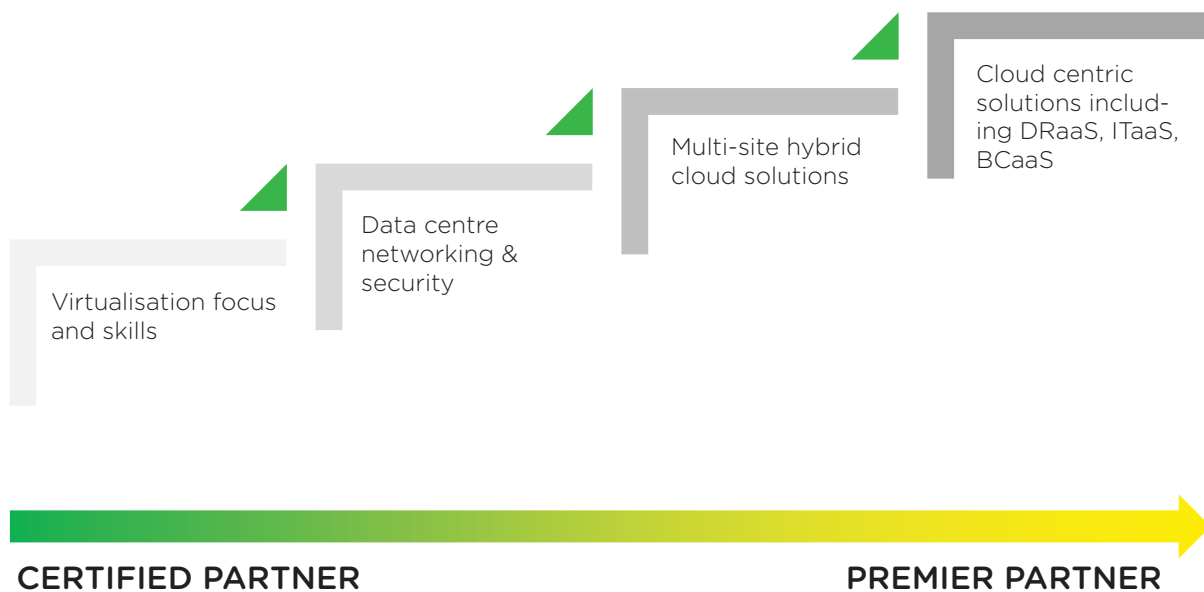 Virtualisation focus
and skills
Data centre
networking &
security
Multi-site hybrid
cloud solutions
Cloud centric
solutions includ-
ing DRaaS, ITaaS,
BCaaS
CERTIFIED PARTNER
PREMIER PARTNER